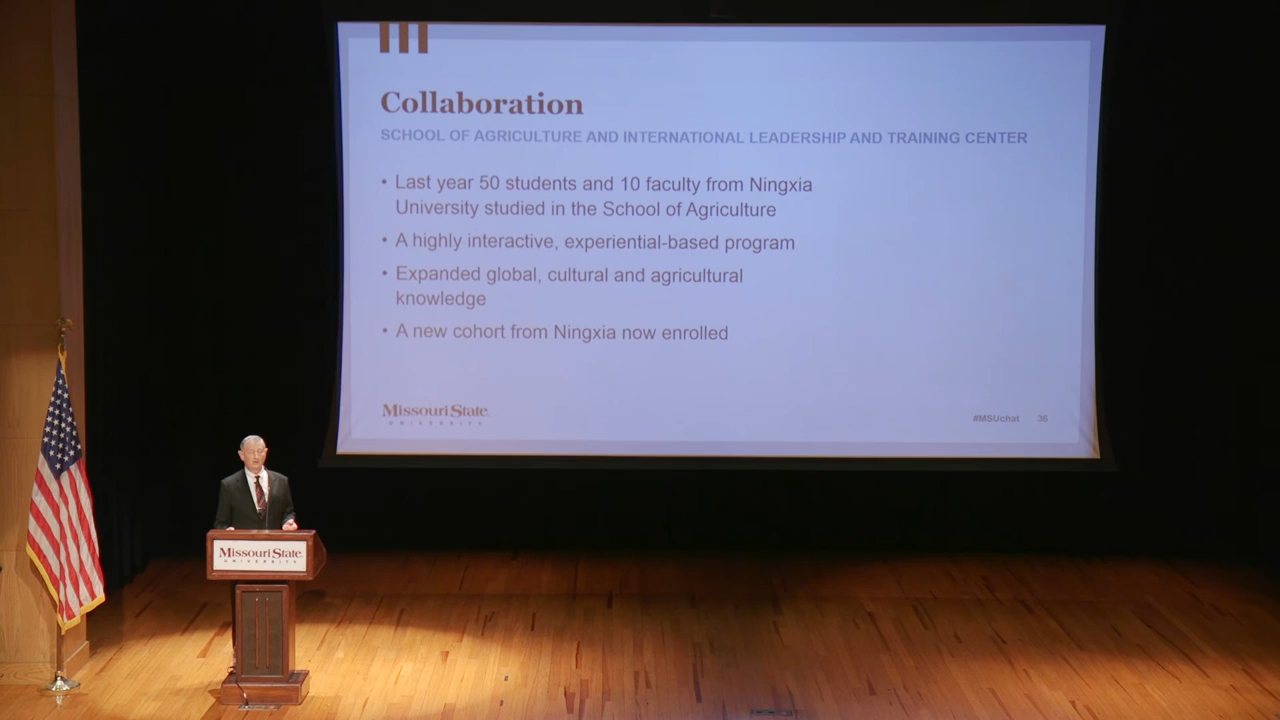 Collaboration
SCHOOL OF AGRICULTURE AND INTERNATIONAL LEADERSHIP AND TRAINING CENTER
• Last year 50 students and 10 faculty from Ningxia
University studied in the School of Agriculture
• A highly interactive, experiential-based program
• Expanded global, cultural and agricultural
knowledge
• A new cohort from Ningxia now enrolled
Missouri State
UNIVERSITY
#MSUchat 36
Missouri State
UNIVERSITY